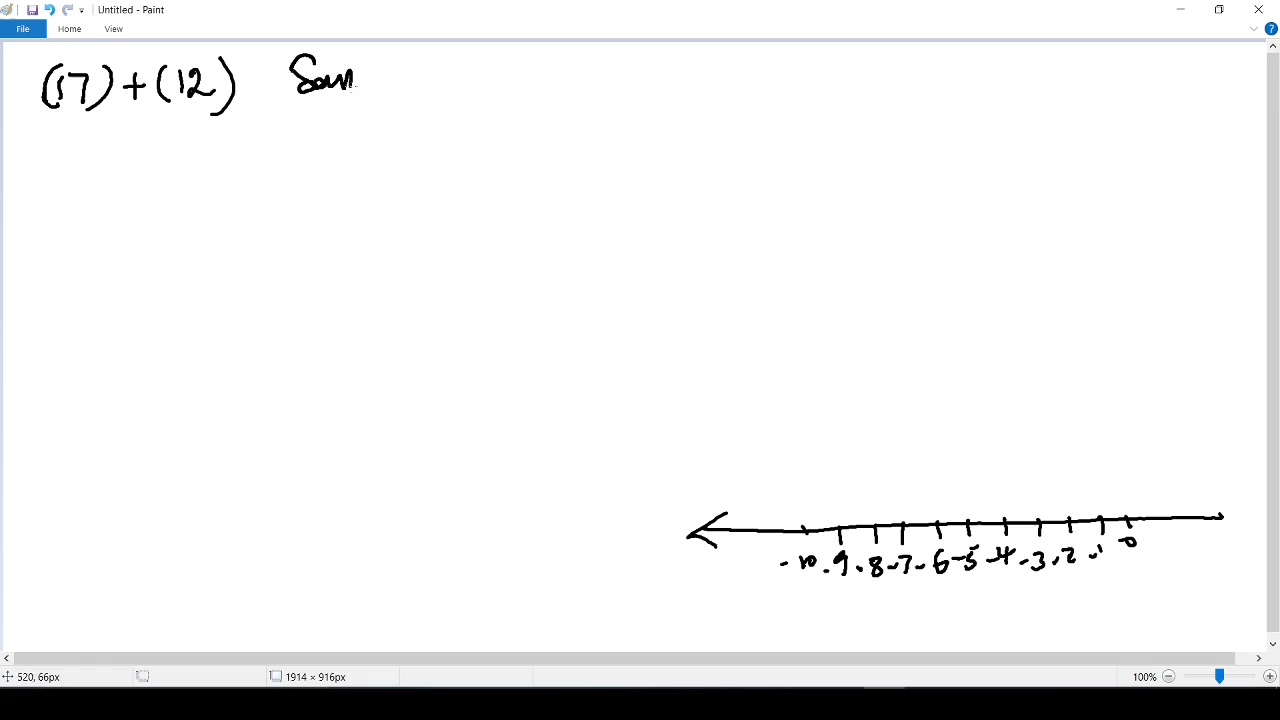 Untitled - Paint
File Home View
(17) + (12) Sam
-10 -9 -8 -7 -6 -5 -4 -3 -2 -1 -0
520, 66px 1914 × 916px 100%